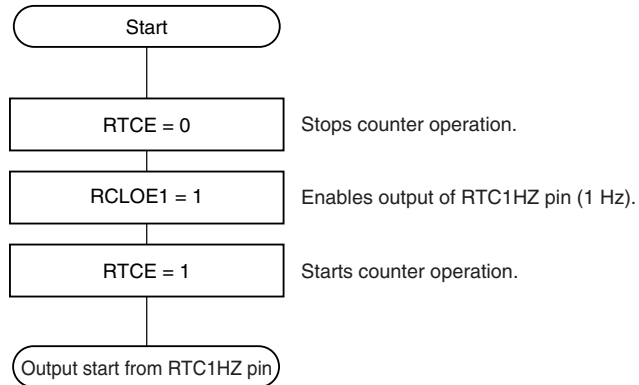 Start
RTCE = 0
Stops counter operation.
RCLOE1 = 1
Enables output of RTC1HZ pin (1 Hz).
RTCE = 1
Starts counter operation.
Output start from RTC1HZ pin